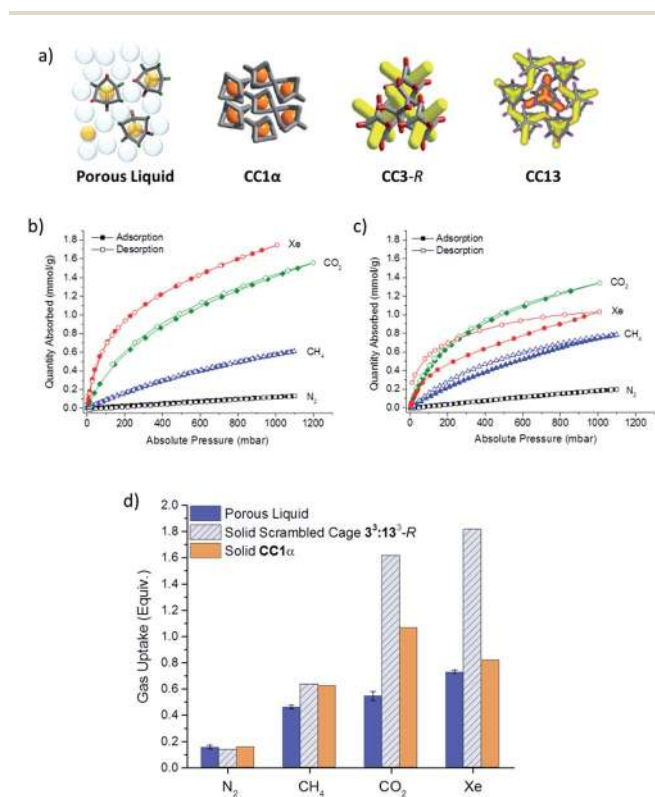 a)
Porous Liquid
CC1α
CC3-R
CC13
b)
Adsorption
Desorption
Xe
CO2
CH4
N2
Quantity Absorbed (mmol/g)
1.8
1.6
1.4
1.2
1.0
0.8
0.6
0.4
0.2
0.0
0 200 400 600 800 1000 1200
Absolute Pressure (mbar)
c)
Adsorption
Desorption
CO2
Xe
CH4
N2
Quantity Absorbed (mmol/g)
1.8
1.6
1.4
1.2
1.0
0.8
0.6
0.4
0.2
0.0
0 200 400 600 800 1000 1200
Absolute Pressure (mbar)
d)
Porous Liquid
Solid Scrambled Cage 3³:13³-R
Solid CC1α
Gas Uptake (Equiv.)
2.0
1.8
1.6
1.4
1.2
1.0
0.8
0.6
0.4
0.2
0.0
N2 CH4 CO2 Xe